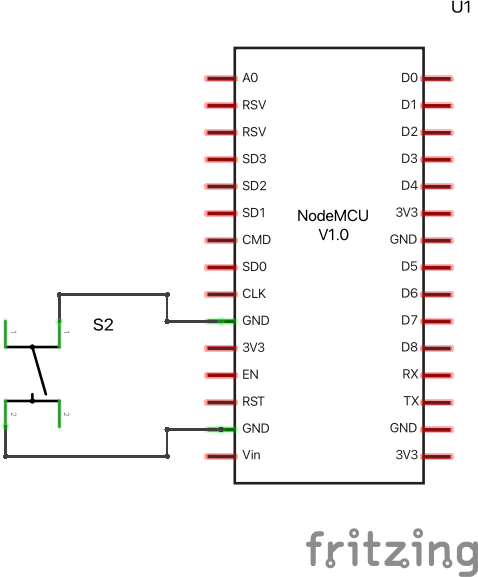 U1
A0
D0
RSV
D1
RSV
D2
SD3
D3
SD2
D4
SD1
NodeMCU
V1.0
3V3
CMD
GND
SD0
D5
CLK
D6
S2
1
1
GND
D7
3V3
D8
EN
RX
2
2
RST
TX
GND
GND
Vin
3V3
fritzing